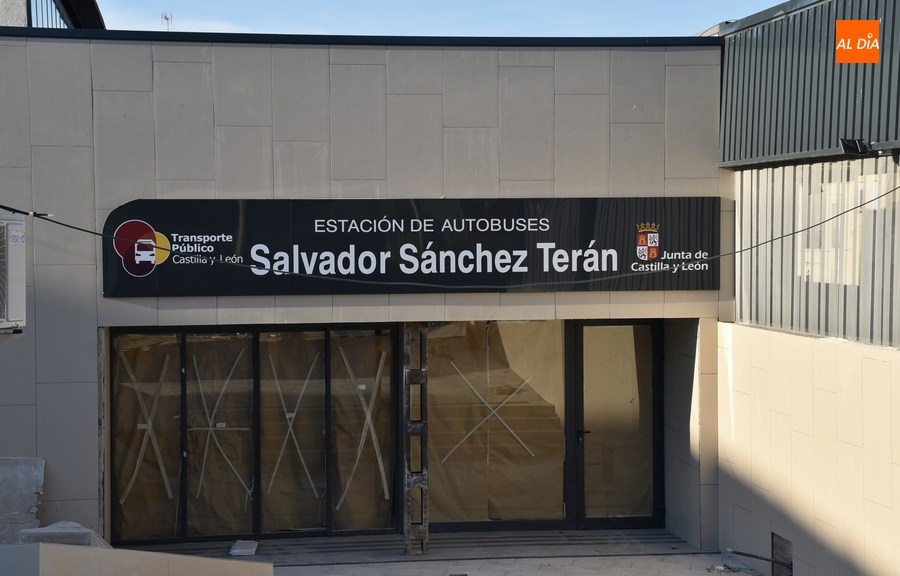 AL DÍA
ESTACIÓN DE AUTOBUSES
Transporte
Público
Castilla y León
Salvador Sánchez Terán
Junta de
Castilla y León